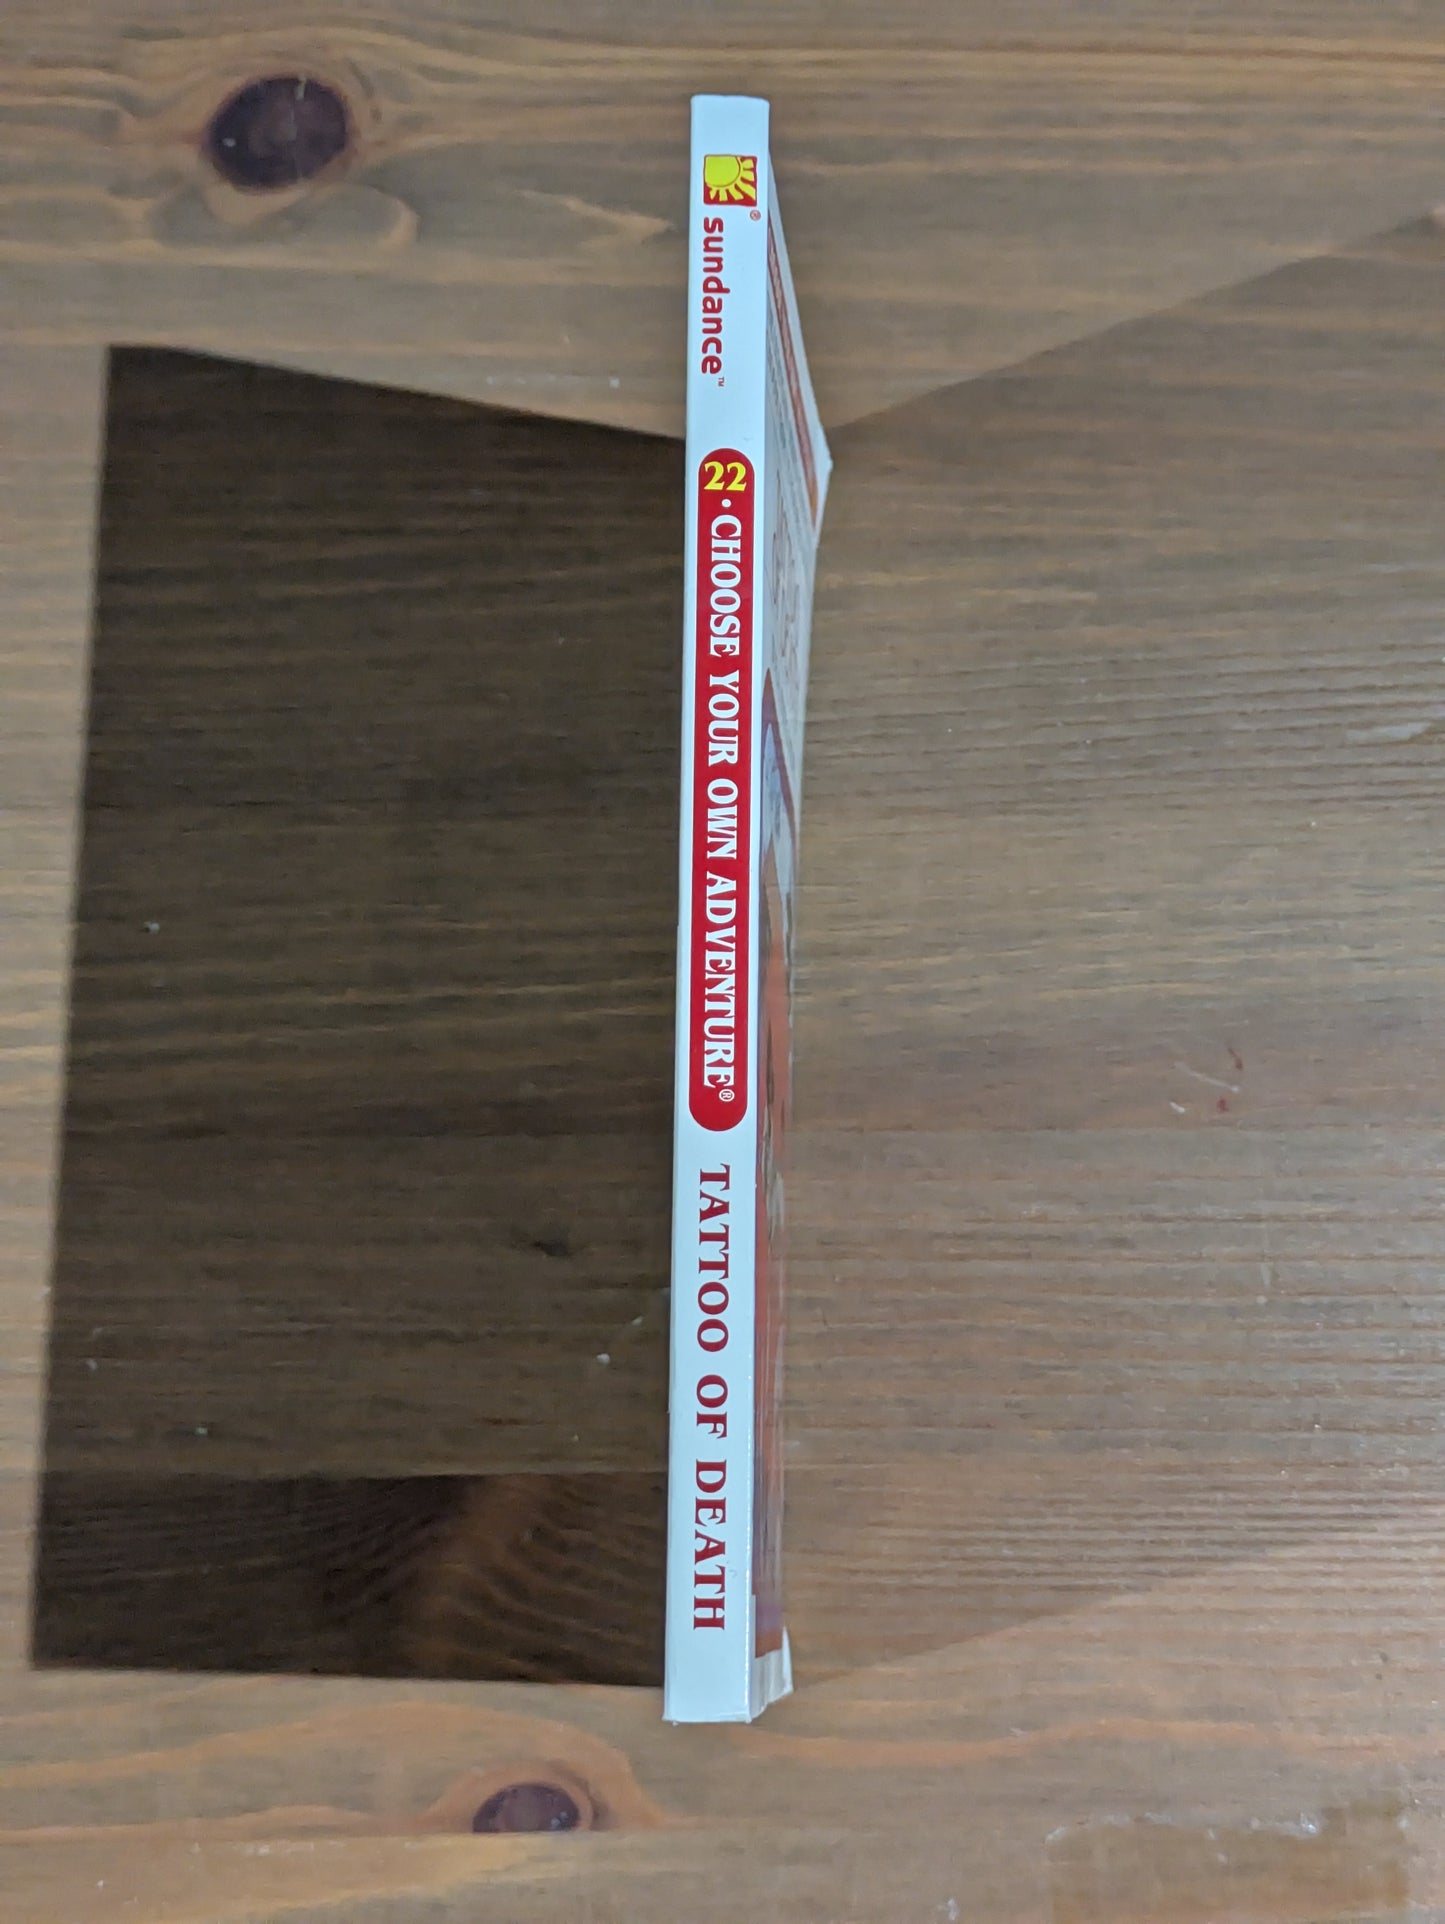 ® sundance™
22 • CHOOSE YOUR OWN ADVENTURE® TATTOO OF DEATH